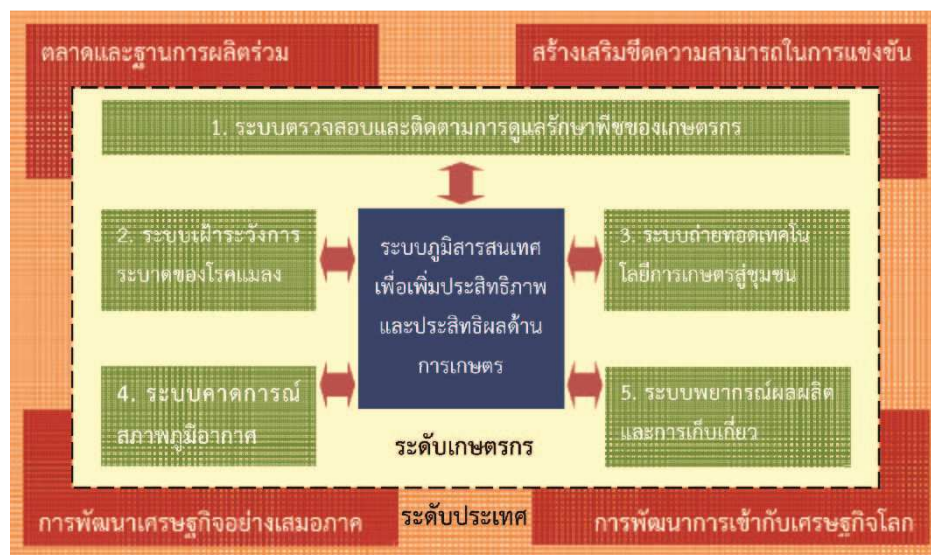 ตลาดและฐานการผลิตร่วม
สร้างเสริมขีดความสามารถในการแข่งขัน
1. ระบบตรวจสอบและติดตามการดูแลรักษาพืชของเกษตรกร
2. ระบบเฝ้าระวังการ
ระบาดของโรคแมลง
ระบบภูมิสารสนเทศ
เพื่อเพิ่มประสิทธิภาพ
และประสิทธิผลด้าน
การเกษตร
3. ระบบถ่ายทอดเทคโน
โลยีการเกษตรสู่ชุมชน
4. ระบบคาดการณ์
สภาพภูมิอากาศ
5. ระบบพยากรณ์ผลผลิต
และการเก็บเกี่ยว
ระดับเกษตรกร
การพัฒนาเศรษฐกิจอย่างเสมอภาค
ระดับประเทศ
การพัฒนาการเข้ากับเศรษฐกิจโลก